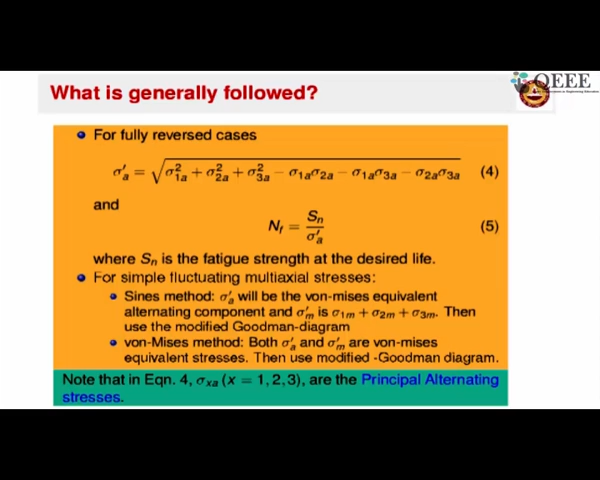 QEEE
What is generally followed?
For fully reversed cases
σ′ₐ = √(σ²₁ₐ + σ²₂ₐ + σ²₃ₐ − σ₁ₐσ₂ₐ − σ₁ₐσ₃ₐ − σ₂ₐσ₃ₐ) (4)
and
N_f = S_n / σ′ₐ (5)
where S_n is the fatigue strength at the desired life.
For simple fluctuating multiaxial stresses:
Sines method: σ′ₐ will be the von-mises equivalent
alternating component and σ′ₘ is σ₁ₘ + σ₂ₘ + σ₃ₘ. Then
use the modified Goodman-diagram
von-Mises method: Both σ′ₐ and σ′ₘ are von-mises
equivalent stresses. Then use modified -Goodman diagram.
Note that in Eqn. 4, σₓₐ (x = 1, 2, 3), are the Principal Alternating
stresses.